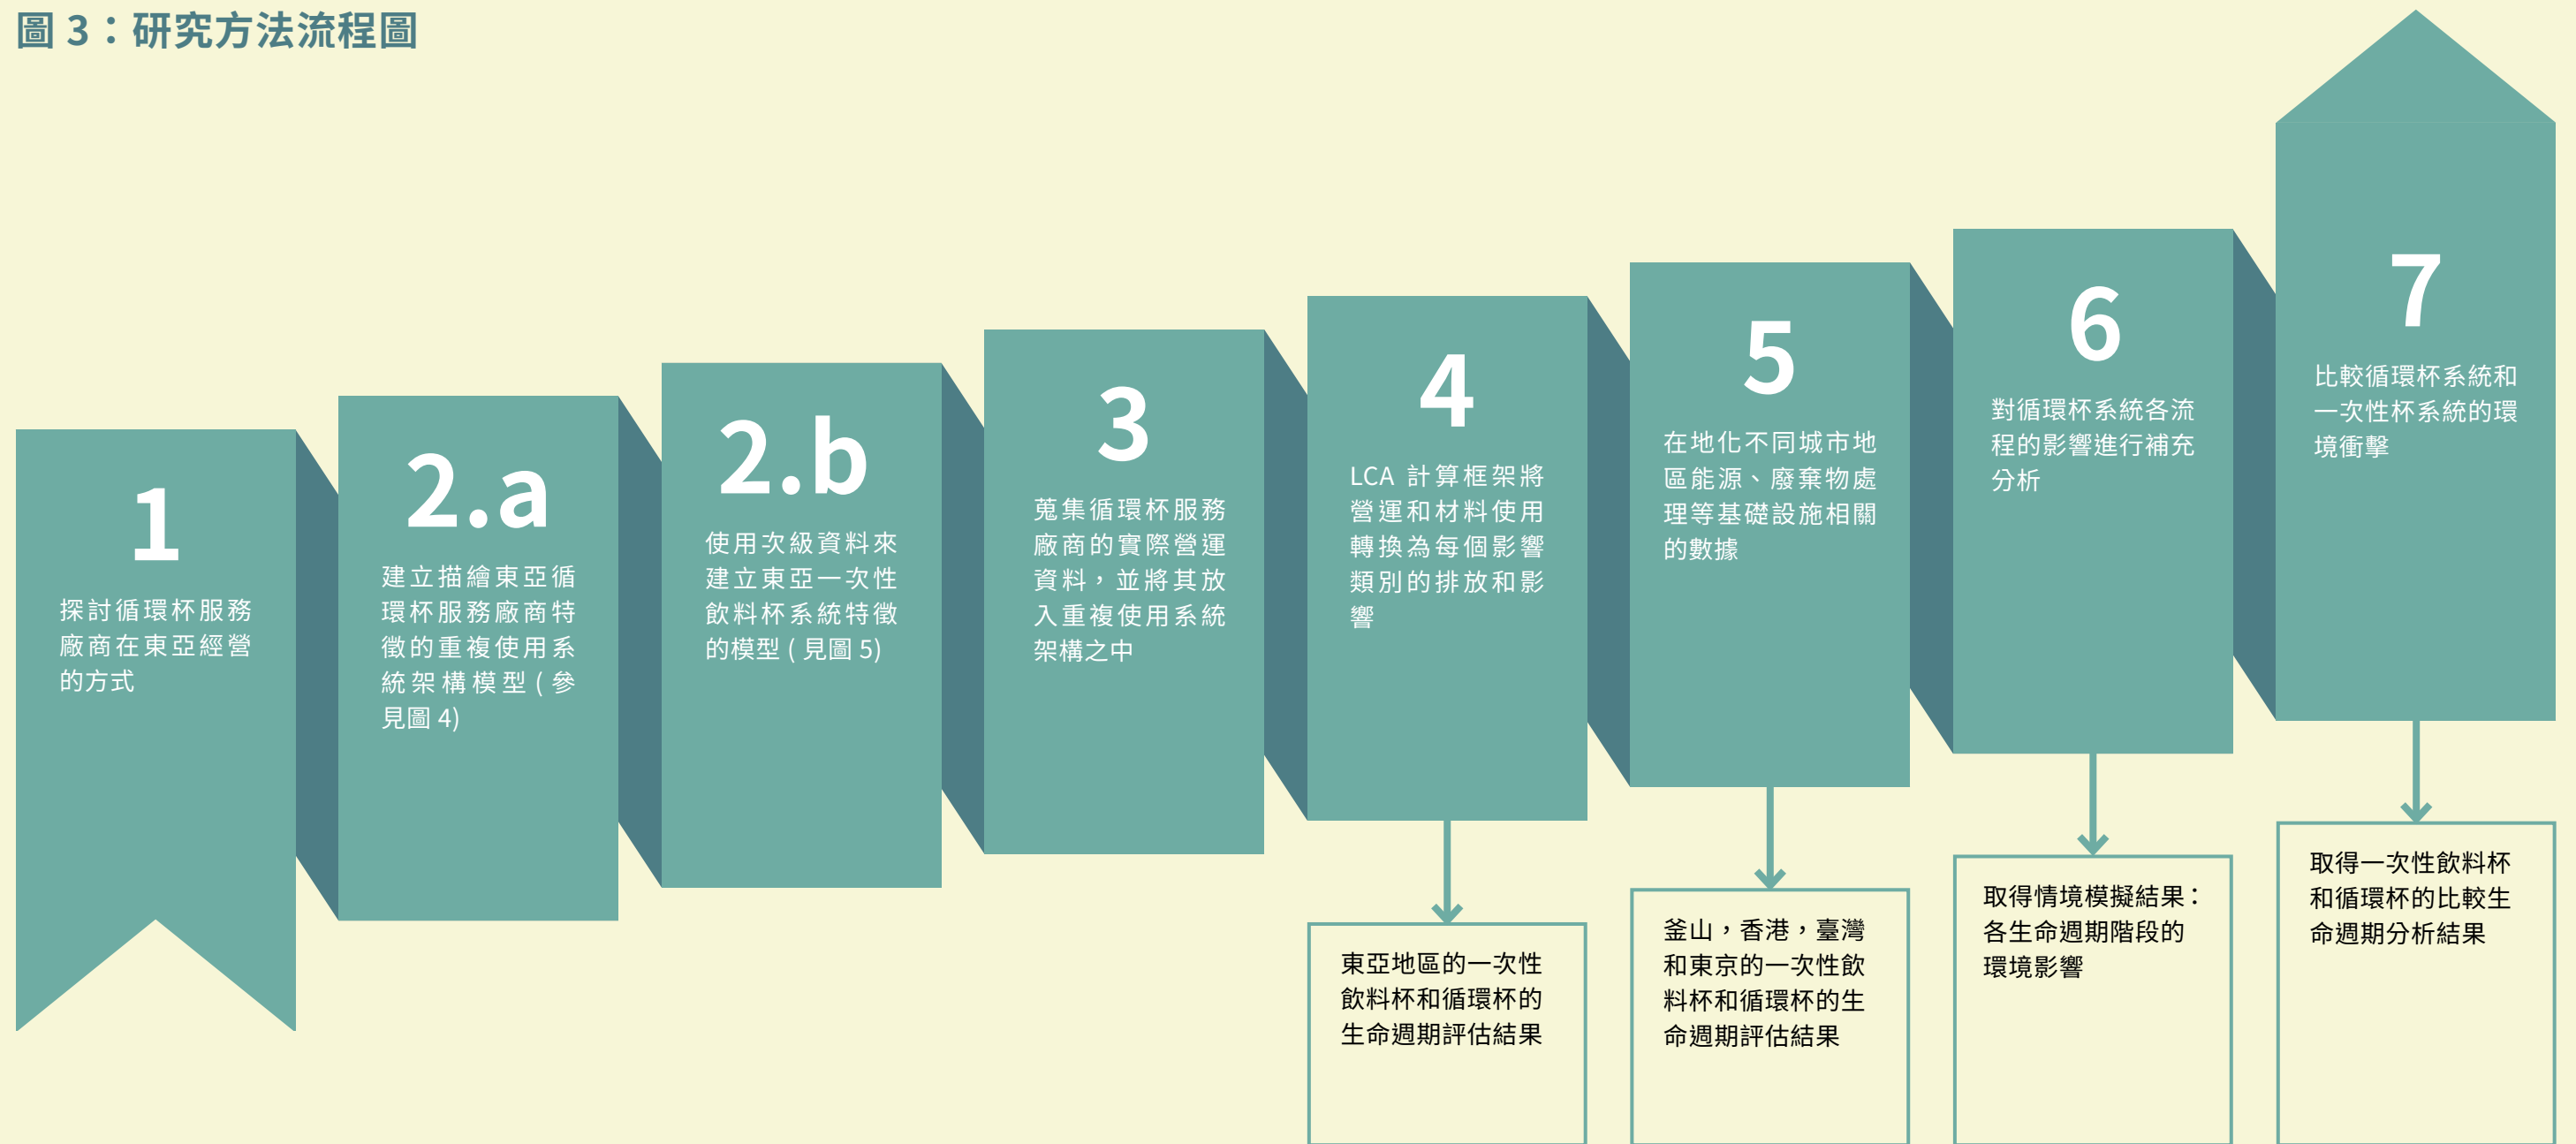 圖 3：研究方法流程圖
1
探討循環杯服務
廠商在東亞經營
的方式
2.a
建立描繪東亞循
環杯服務廠商特
徵的重複使用系
統架構模型 ( 參
見圖 4)
2.b
使用次級資料來
建立東亞一次性
飲料杯系統特徵
的模型 ( 見圖 5)
3
蒐集循環杯服務
廠商的實際營運
資料，並將其放
入重複使用系統
架構之中
4
LCA 計算框架將
營運和材料使用
轉換為每個影響
類別的排放和影
響
5
在地化不同城市地
區能源、廢棄物處
理等基礎設施相關
的數據
6
對循環杯系統各流
程的影響進行補充
分析
7
比較循環杯系統和
一次性杯系統的環
境衝擊
東亞地區的一次性
飲料杯和循環杯的
生命週期評估結果
釜山，香港，臺灣
和東京的一次性飲
料杯和循環杯的生
命週期評估結果
取得情境模擬結果：
各生命週期階段的
環境影響
取得一次性飲料杯
和循環杯的比較生
命週期分析結果